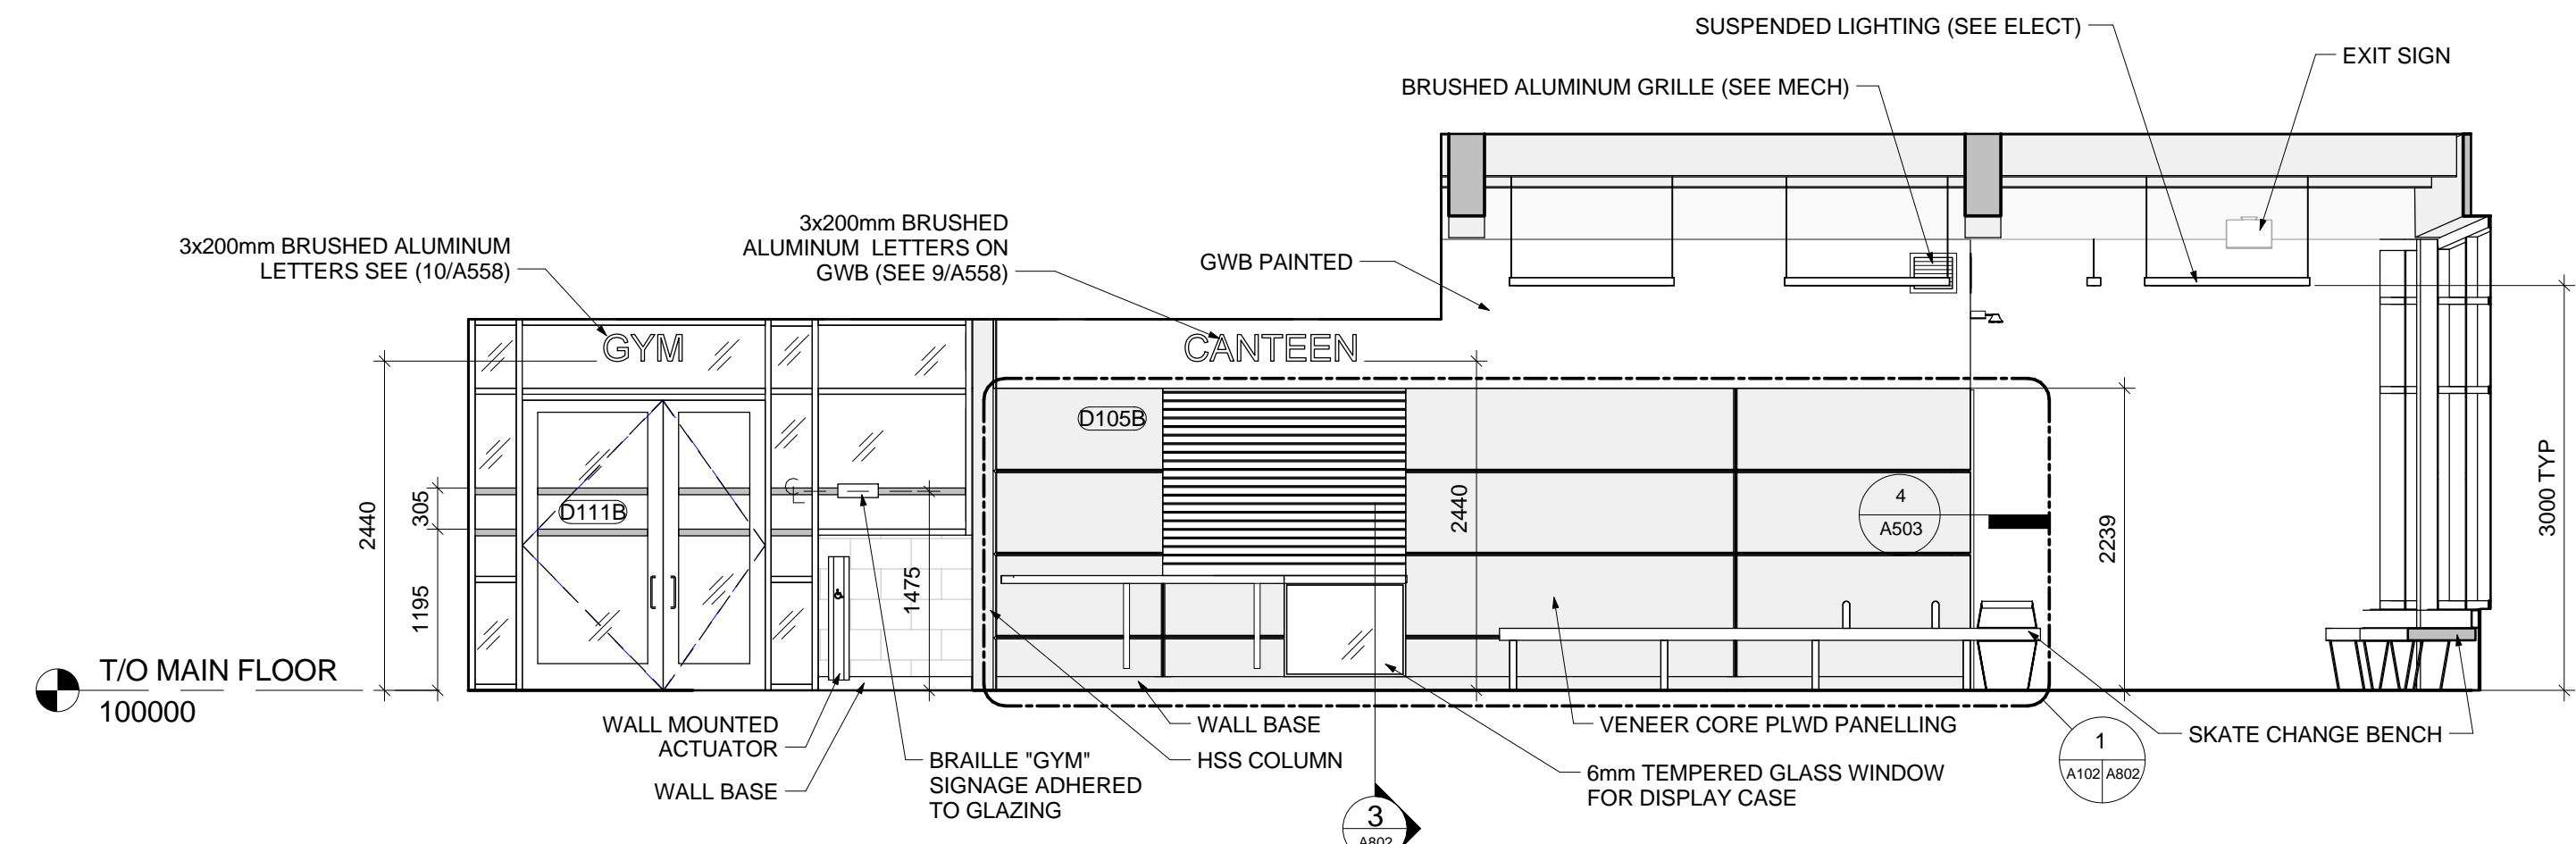 SUSPENDED LIGHTING (SEE ELECT)
EXIT SIGN
BRUSHED ALUMINUM GRILLE (SEE MECH)
3x200mm BRUSHED ALUMINUM
LETTERS SEE (10/A558)
3x200mm BRUSHED
ALUMINUM LETTERS ON
GWB (SEE 9/A558)
GWB PAINTED
GYM
CANTEEN
D105B
D111B
2440
305
1195
1475
2440
4
A503
2239
3000 TYP
T/O MAIN FLOOR
100000
WALL MOUNTED
ACTUATOR
WALL BASE
BRAILLE "GYM"
SIGNAGE ADHERED
TO GLAZING
WALL BASE
HSS COLUMN
VENEER CORE PLWD PANELLING
6mm TEMPERED GLASS WINDOW
FOR DISPLAY CASE
SKATE CHANGE BENCH
1
A102 A802
3
A802